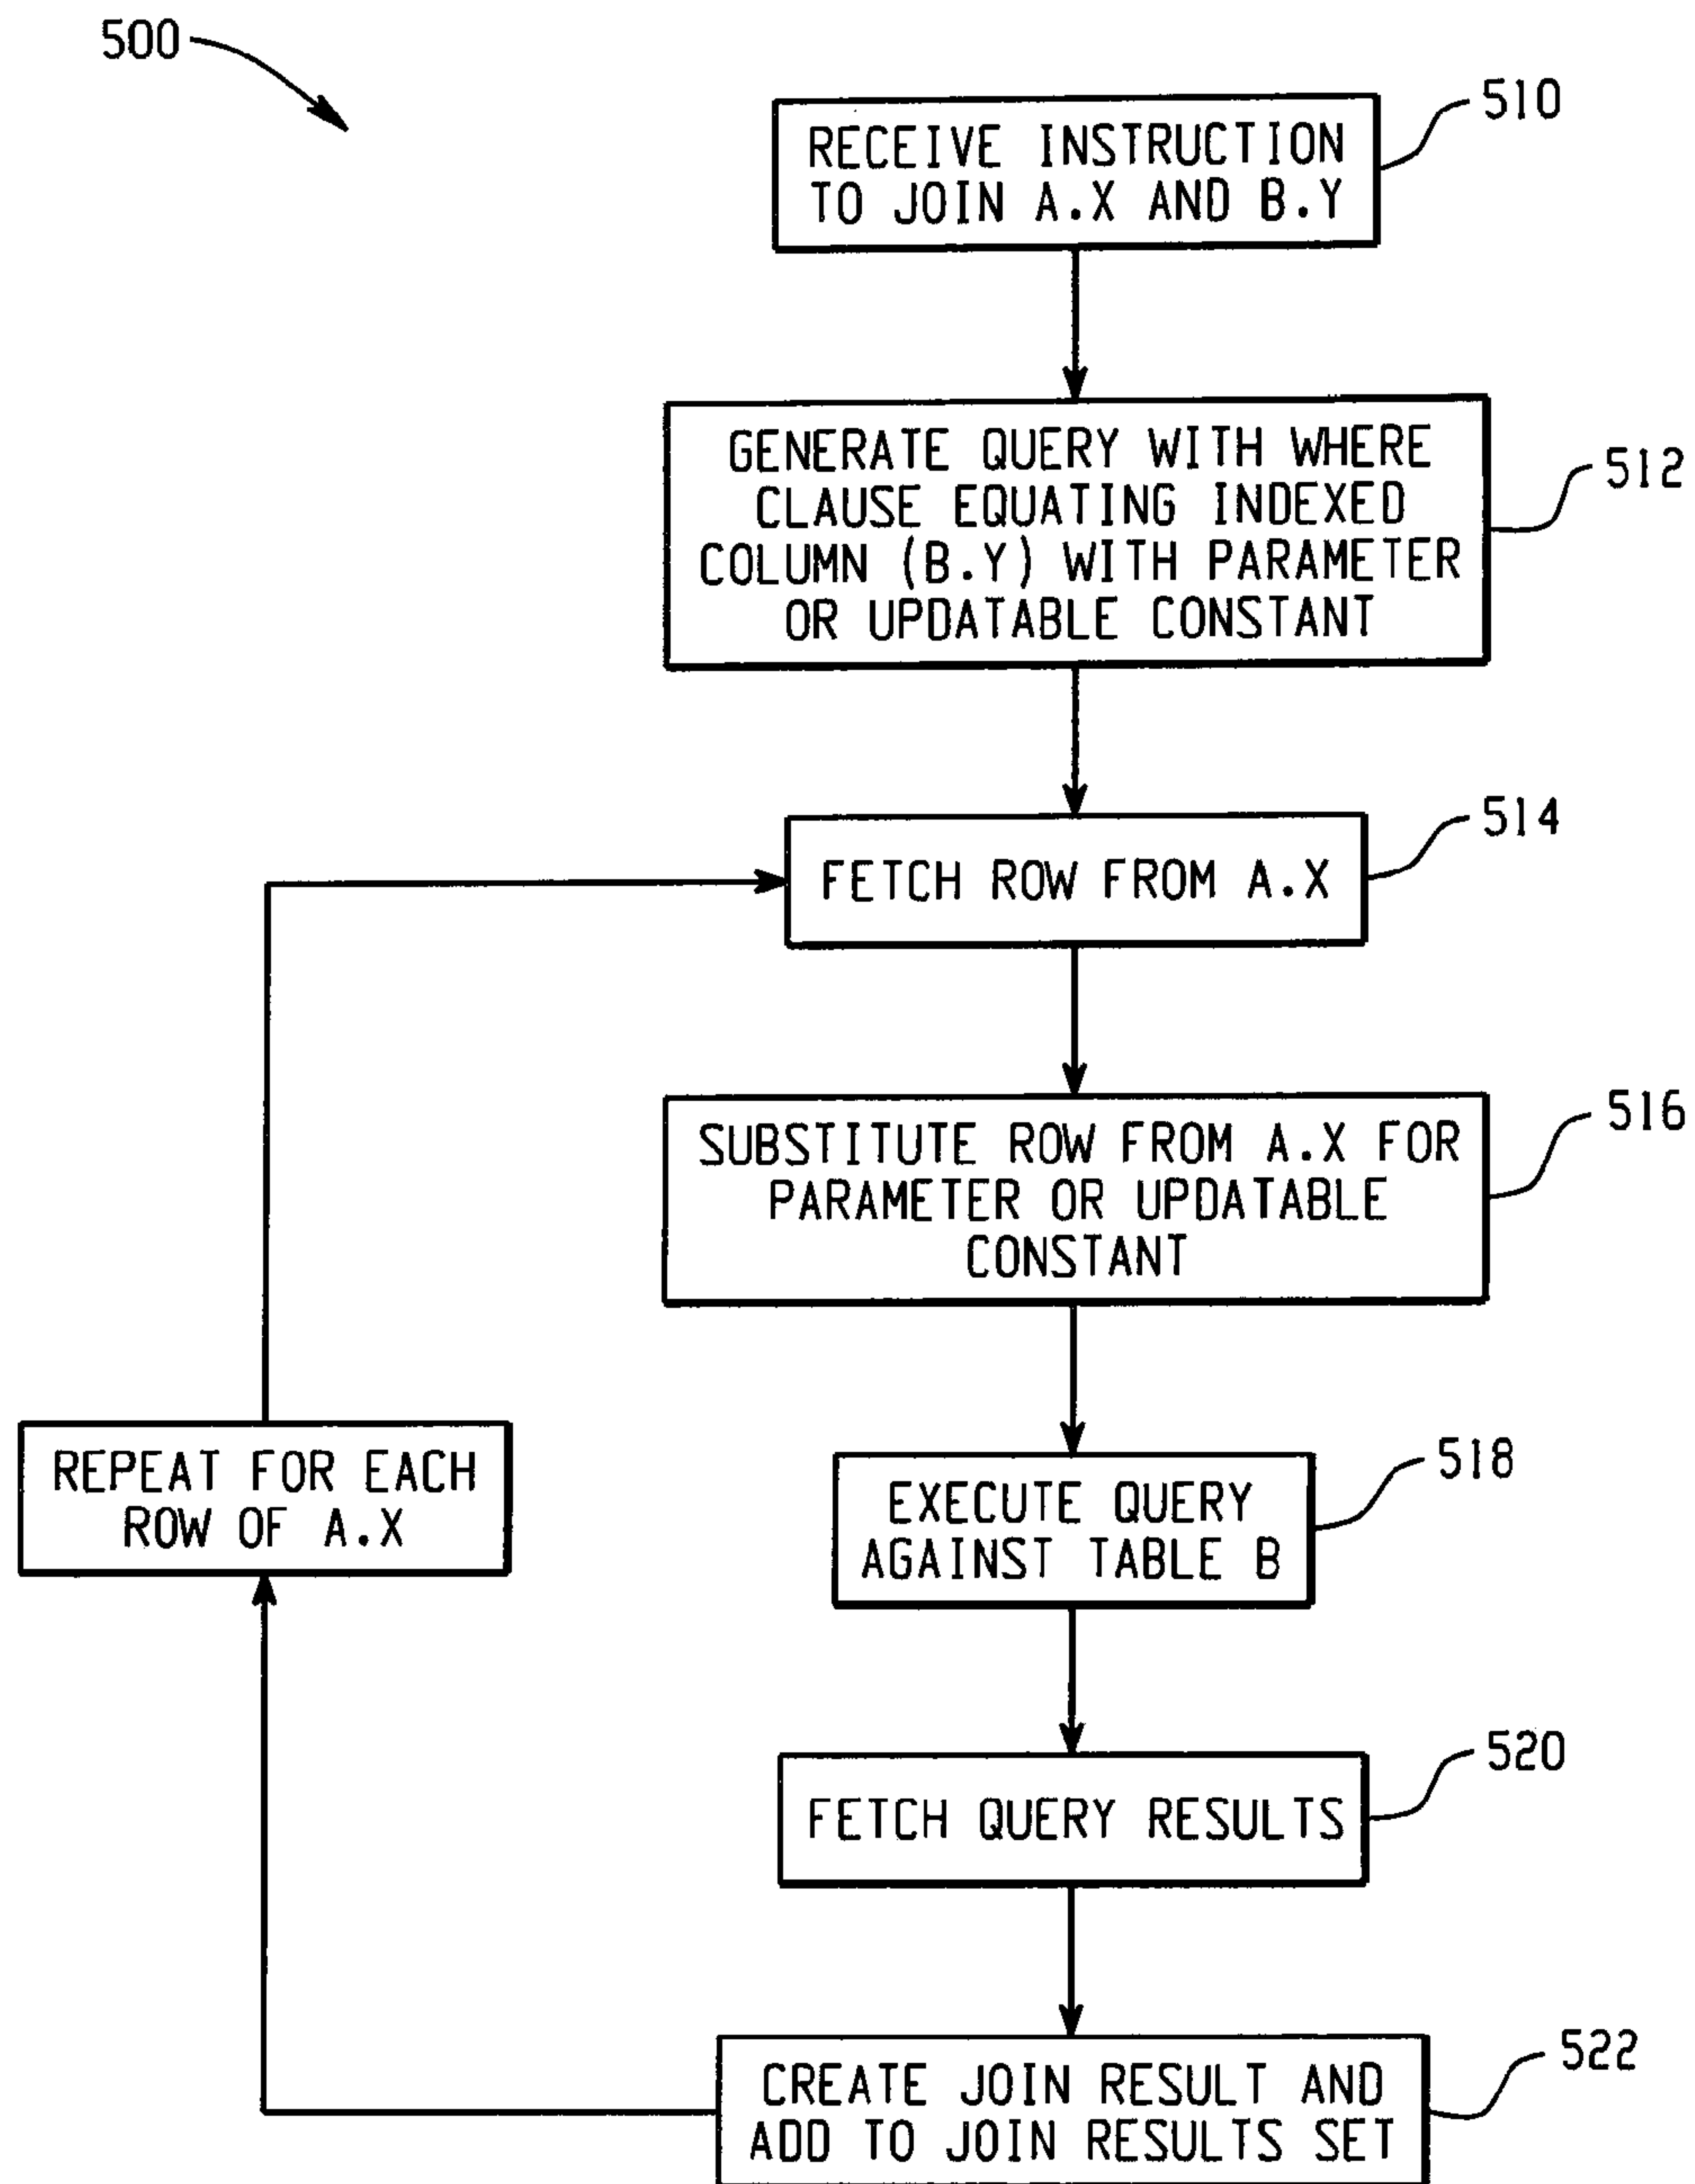 500
RECEIVE INSTRUCTION
TO JOIN A.X AND B.Y
510
GENERATE QUERY WITH WHERE
CLAUSE EQUATING INDEXED
COLUMN (B.Y) WITH PARAMETER
OR UPDATABLE CONSTANT
512
FETCH ROW FROM A.X
514
SUBSTITUTE ROW FROM A.X FOR
PARAMETER OR UPDATABLE
CONSTANT
516
EXECUTE QUERY
AGAINST TABLE B
518
FETCH QUERY RESULTS
520
CREATE JOIN RESULT AND
ADD TO JOIN RESULTS SET
522
REPEAT FOR EACH
ROW OF A.X